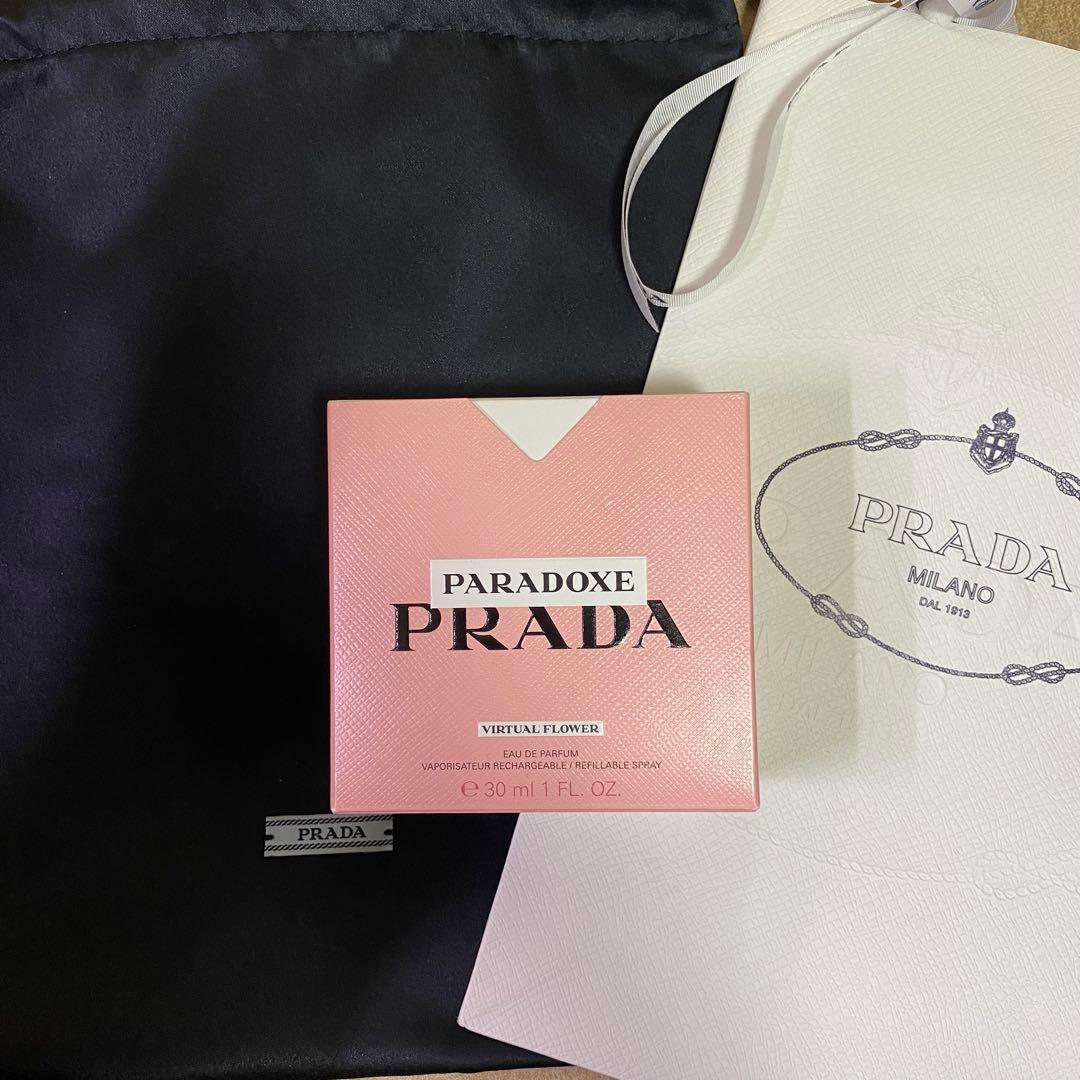 PARADOXE
PRADA
VIRTUAL FLOWER
EAU DE PARFUM
VAPORISATEUR RECHARGEABLE / REFILLABLE SPRAY
℮ 30 ml 1 FL. OZ.
PRADA
PRADA
MILANO
DAL 1913